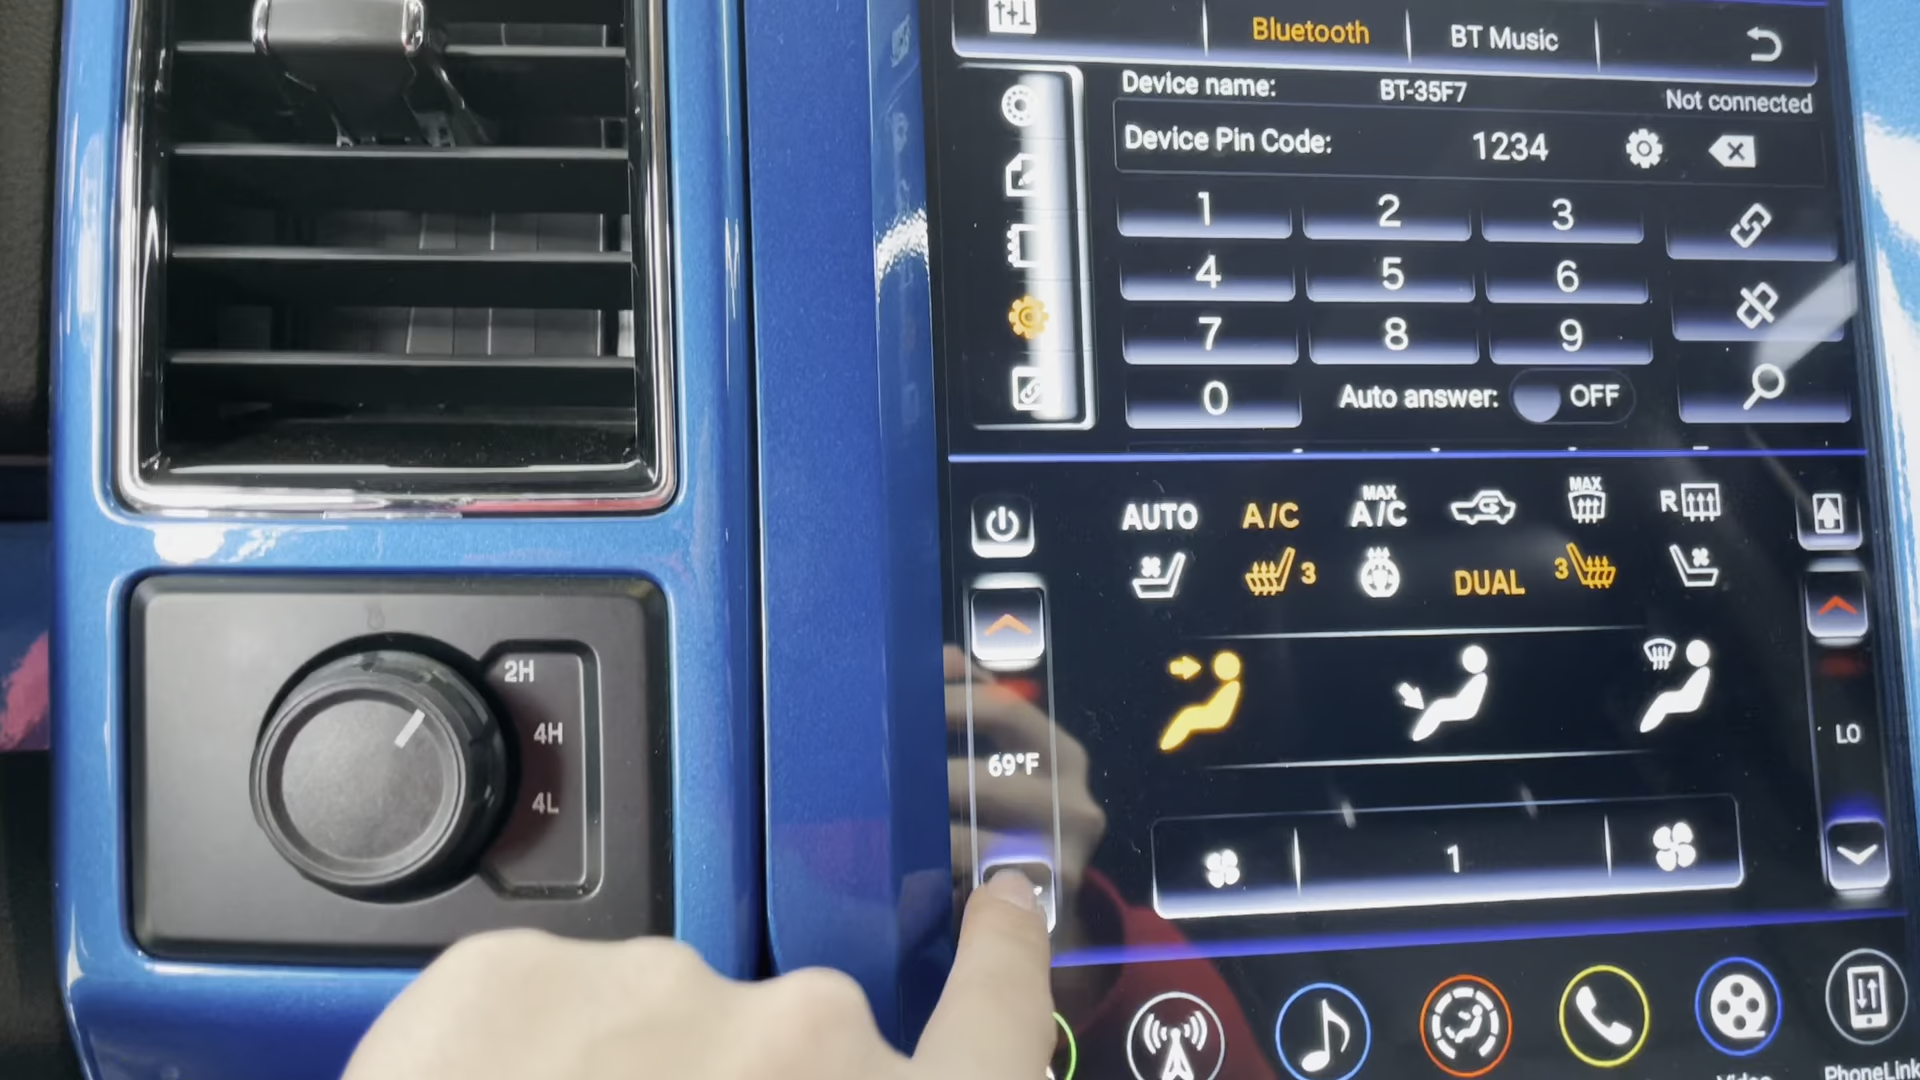 Bluetooth
BT Music
Device name: BT-35F7
Not connected
Device Pin Code: 1234
1 2 3
4 5 6
7 8 9
0 Auto answer: OFF
AUTO A/C MAX A/C MAX R
3 DUAL 3
69°F
LO
1
2H
4H
4L
PhoneLink